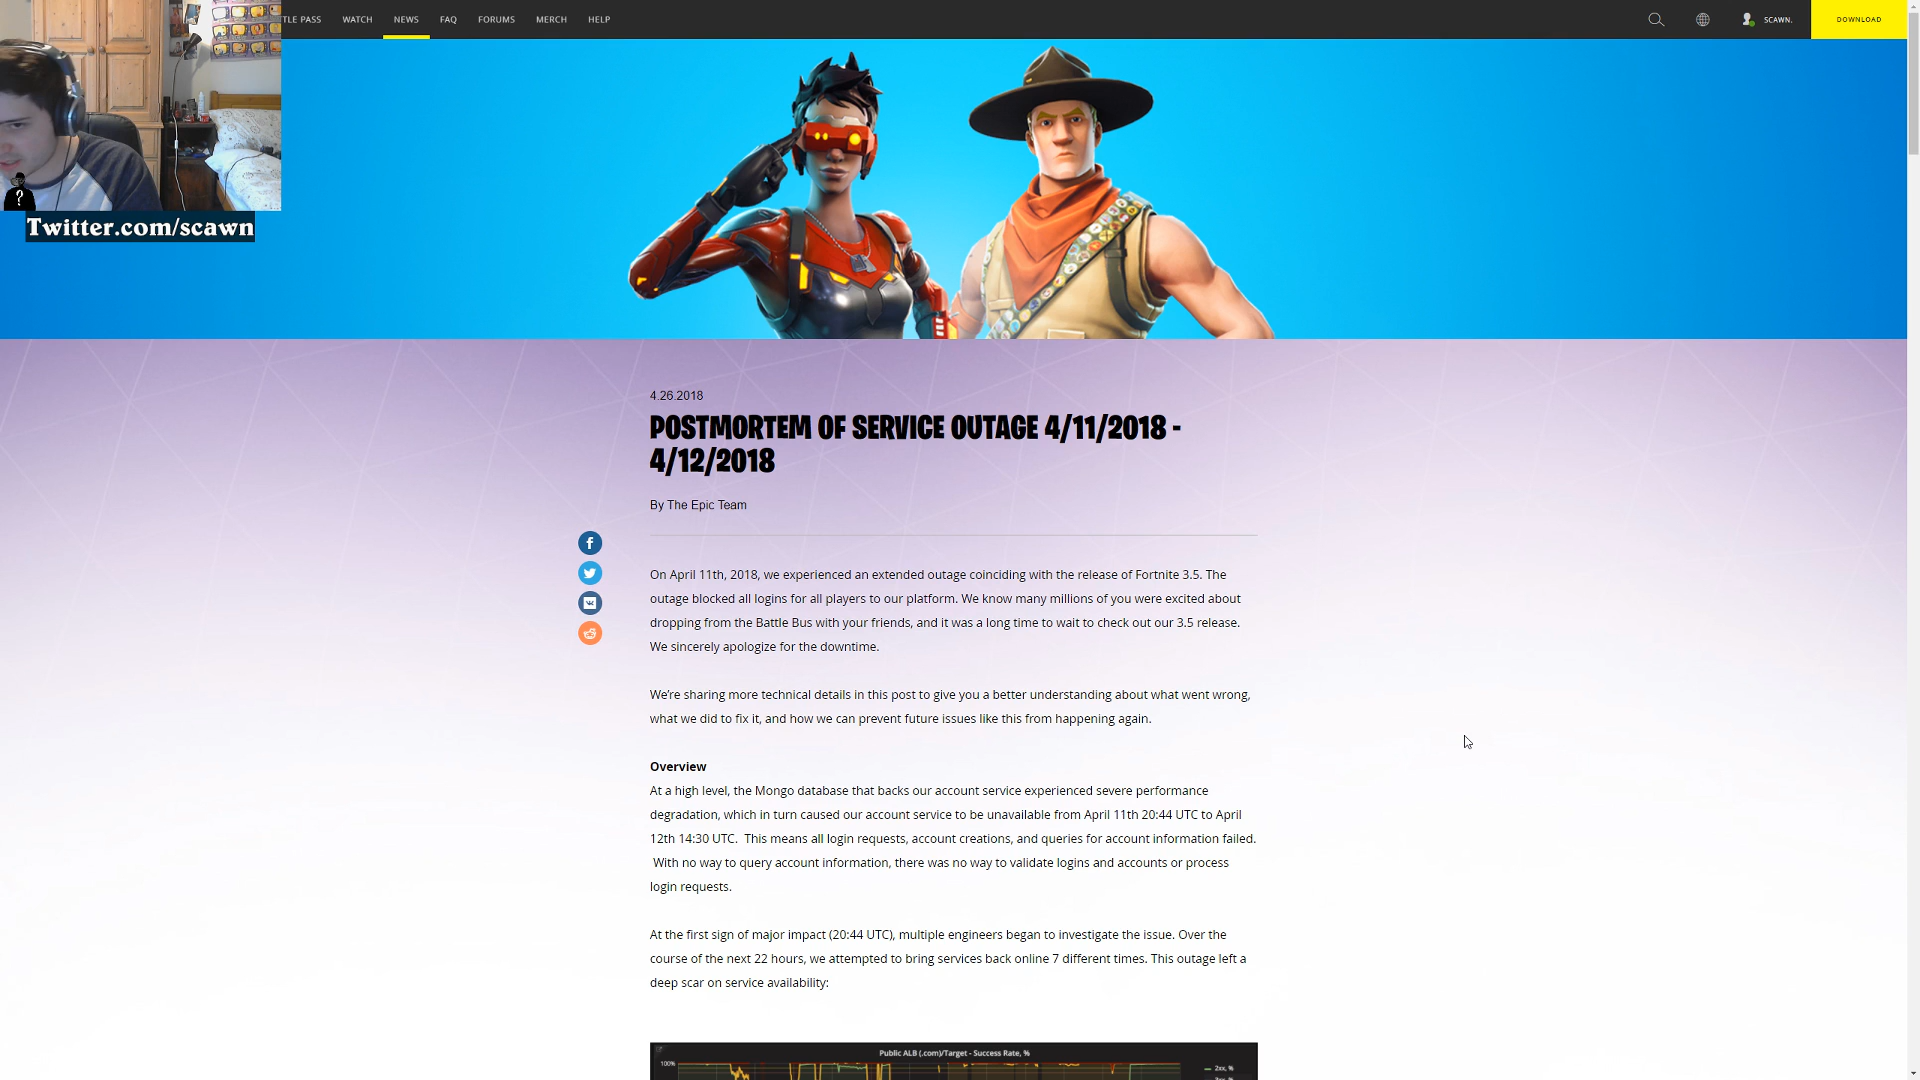 TLE PASS WATCH NEWS FAQ FORUMS MERCH HELP SCAWN. DOWNLOAD
?
Twitter.com/scawn
4.26.2018
POSTMORTEM OF SERVICE OUTAGE 4/11/2018 -
4/12/2018
By The Epic Team
On April 11th, 2018, we experienced an extended outage coinciding with the release of Fortnite 3.5. The
outage blocked all logins for all players to our platform. We know many millions of you were excited about
dropping from the Battle Bus with your friends, and it was a long time to wait to check out our 3.5 release.
We sincerely apologize for the downtime.
We're sharing more technical details in this post to give you a better understanding about what went wrong,
what we did to fix it, and how we can prevent future issues like this from happening again.
Overview
At a high level, the Mongo database that backs our account service experienced severe performance
degradation, which in turn caused our account service to be unavailable from April 11th 20:44 UTC to April
12th 14:30 UTC. This means all login requests, account creations, and queries for account information failed.
With no way to query account information, there was no way to validate logins and accounts or process
login requests.
At the first sign of major impact (20:44 UTC), multiple engineers began to investigate the issue. Over the
course of the next 22 hours, we attempted to bring services back online 7 different times. This outage left a
deep scar on service availability:
Public ALB (.com)/Target - Success Rate, %
100%
2xx, %